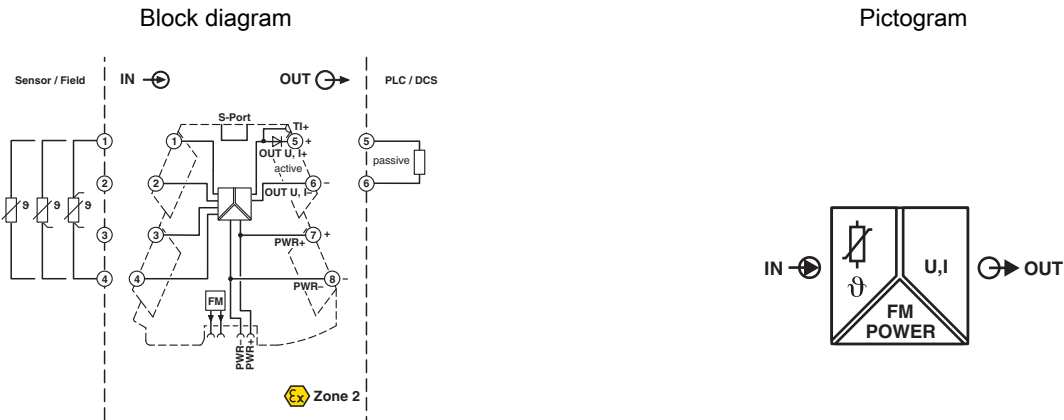 Block diagram
Pictogram
Sensor / Field
IN
OUT
PLC / DCS
S-Port
TI+
1
1
5 +
5
OUT U, I+
active
passive
2
2
6 –
6
OUT U, I–
ϑ
ϑ
ϑ
3
3
7 +
PWR+
4
4
8 –
PWR–
FM
PWR–
PWR+
Ex Zone 2
IN
ϑ
U,I
OUT
FM
POWER